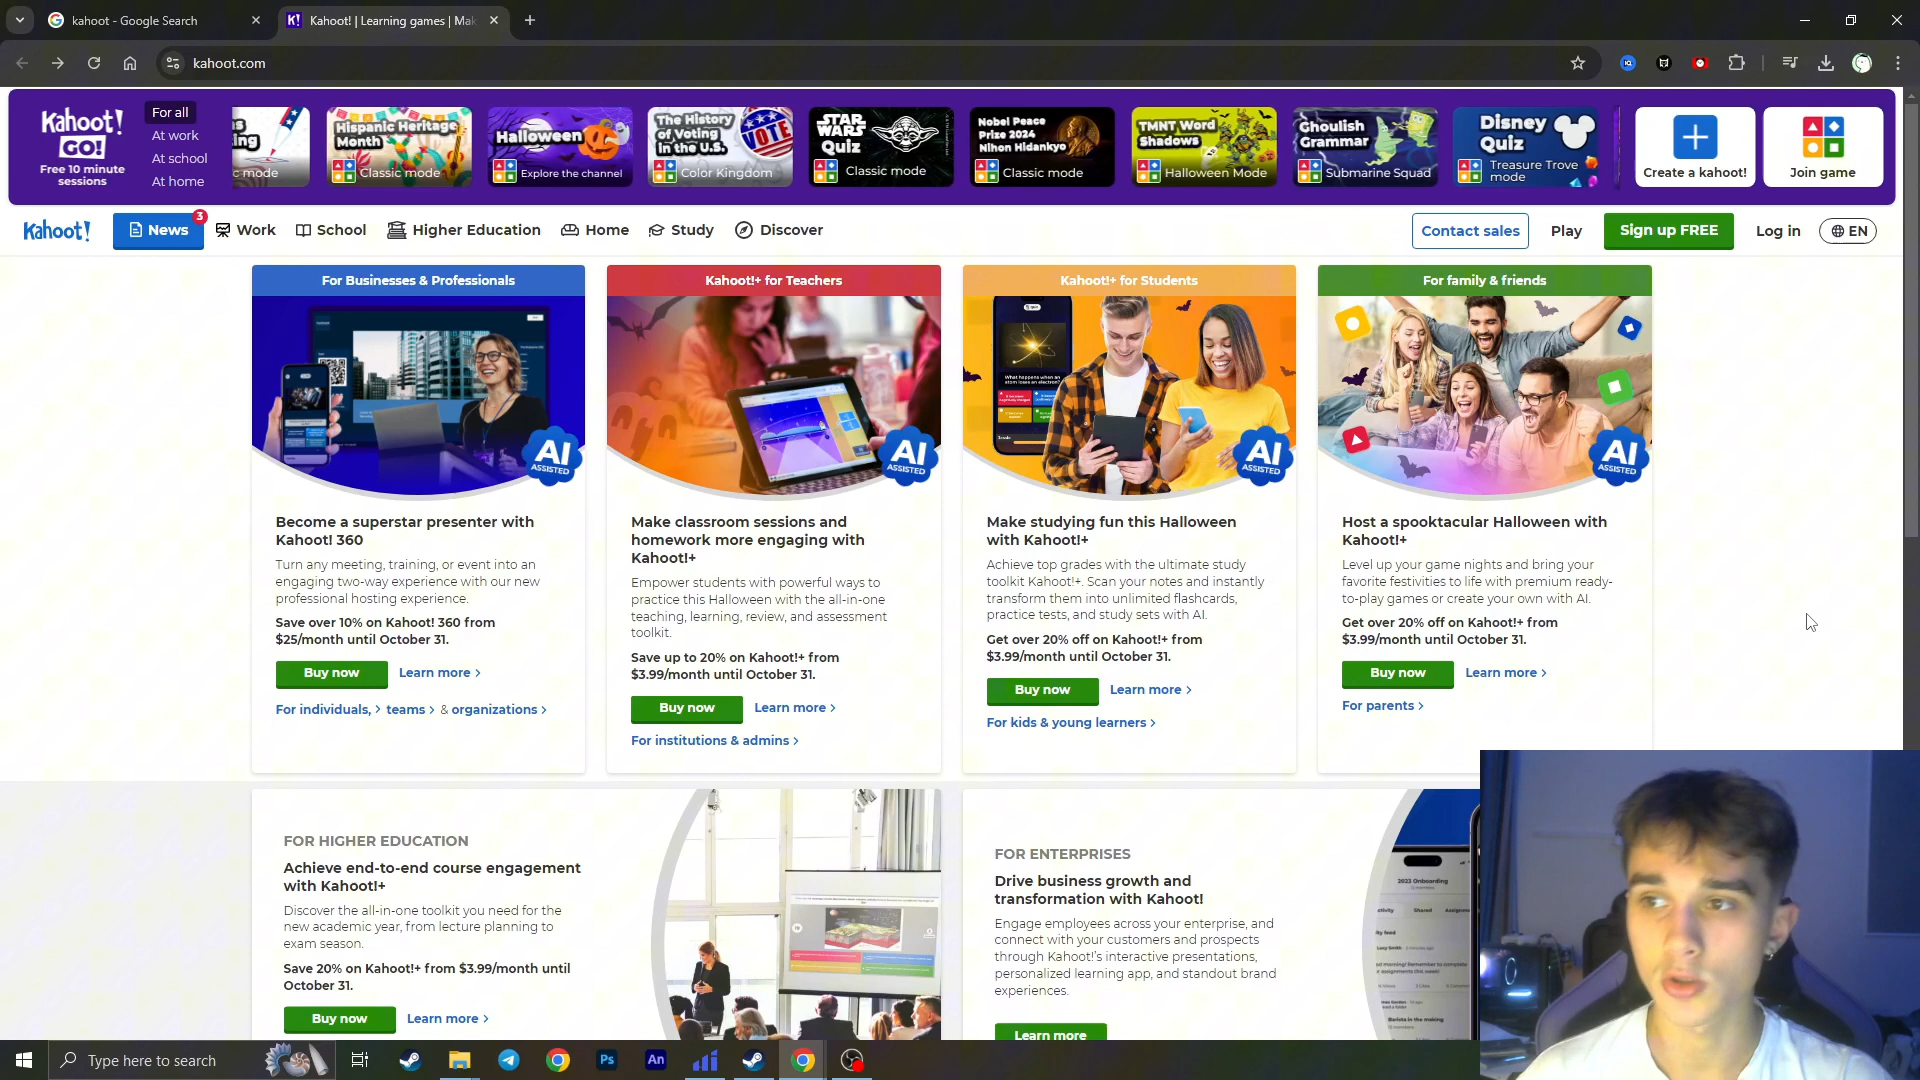 kahoot - Google Search
Kahoot! | Learning games | Mak
kahoot.com
Kahoot!
GO!
Free 10 minute
sessions
For all
At work
At school
At home
c mode
Hispanic Heritage
Month
Classic mode
Halloween
Explore the channel
The History
of Voting
in the U.S.
VOTE
Color Kingdom
STAR
WARS
Quiz
Classic mode
Nobel Peace
Prize 2024
Nihon Hidankyo
Classic mode
TMNT Word
Shadows
Halloween Mode
Ghoulish
Grammar
Submarine Squad
Disney
Quiz
Treasure Trove
mode
Create a kahoot!
Join game
Kahoot!
News
3
Work
School
Higher Education
Home
Study
Discover
Contact sales
Play
Sign up FREE
Log in
EN
For Businesses & Professionals
AI
ASSISTED
Become a superstar presenter with
Kahoot! 360
Turn any meeting, training, or event into an
engaging two-way experience with our new
professional hosting experience.
Save over 10% on Kahoot! 360 from
$25/month until October 31.
Buy now
Learn more >
For individuals, > teams > & organizations >
Kahoot!+ for Teachers
AI
ASSISTED
Make classroom sessions and
homework more engaging with
Kahoot!+
Empower students with powerful ways to
practice this Halloween with the all-in-one
teaching, learning, review, and assessment
toolkit.
Save up to 20% on Kahoot!+ from
$3.99/month until October 31.
Buy now
Learn more >
For institutions & admins >
Kahoot!+ for Students
What happens when an
atom loses an electron?
AI
ASSISTED
Make studying fun this Halloween
with Kahoot!+
Achieve top grades with the ultimate study
toolkit Kahoot!+. Scan your notes and instantly
transform them into unlimited flashcards,
practice tests, and study sets with AI.
Get over 20% off on Kahoot!+ from
$3.99/month until October 31.
Buy now
Learn more >
For kids & young learners >
For family & friends
AI
ASSISTED
Host a spooktacular Halloween with
Kahoot!+
Level up your game nights and bring your
favorite festivities to life with premium ready-
to-play games or create your own with AI.
Get over 20% off on Kahoot!+ from
$3.99/month until October 31.
Buy now
Learn more >
For parents >
FOR HIGHER EDUCATION
Achieve end-to-end course engagement
with Kahoot!+
Discover the all-in-one toolkit you need for the
new academic year, from lecture planning to
exam season.
Save 20% on Kahoot!+ from $3.99/month until
October 31.
Buy now
Learn more >
FOR ENTERPRISES
Drive business growth and
transformation with Kahoot!
Engage employees across your enterprise, and
connect with your customers and prospects
through Kahoot!'s interactive presentations,
personalized learning app, and standout brand
experiences.
Learn more
2023 Onboarding
Shared
Type here to search
Ps
An